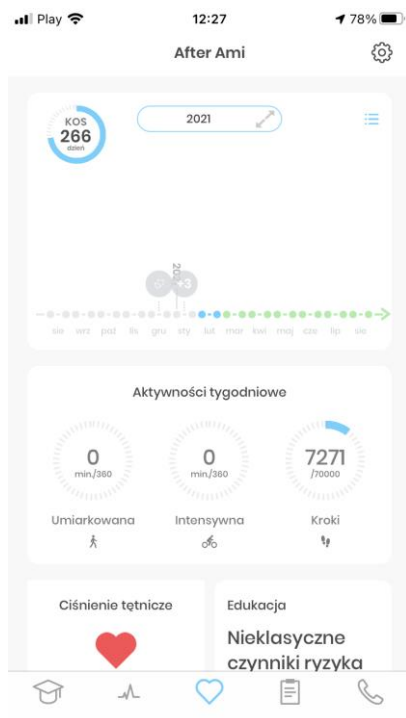 Play 12:27 78%
After Ami
KOS
266
dzień
2021
+3
sie wrz paź lis gru sty lut mar kwi maj cze lip sie
Aktywności tygodniowe
0
min./360
0
min./360
7271
/70000
Umiarkowana Intensywna Kroki
Ciśnienie tętnicze
Edukacja
Nieklasyczne
czynniki ryzyka